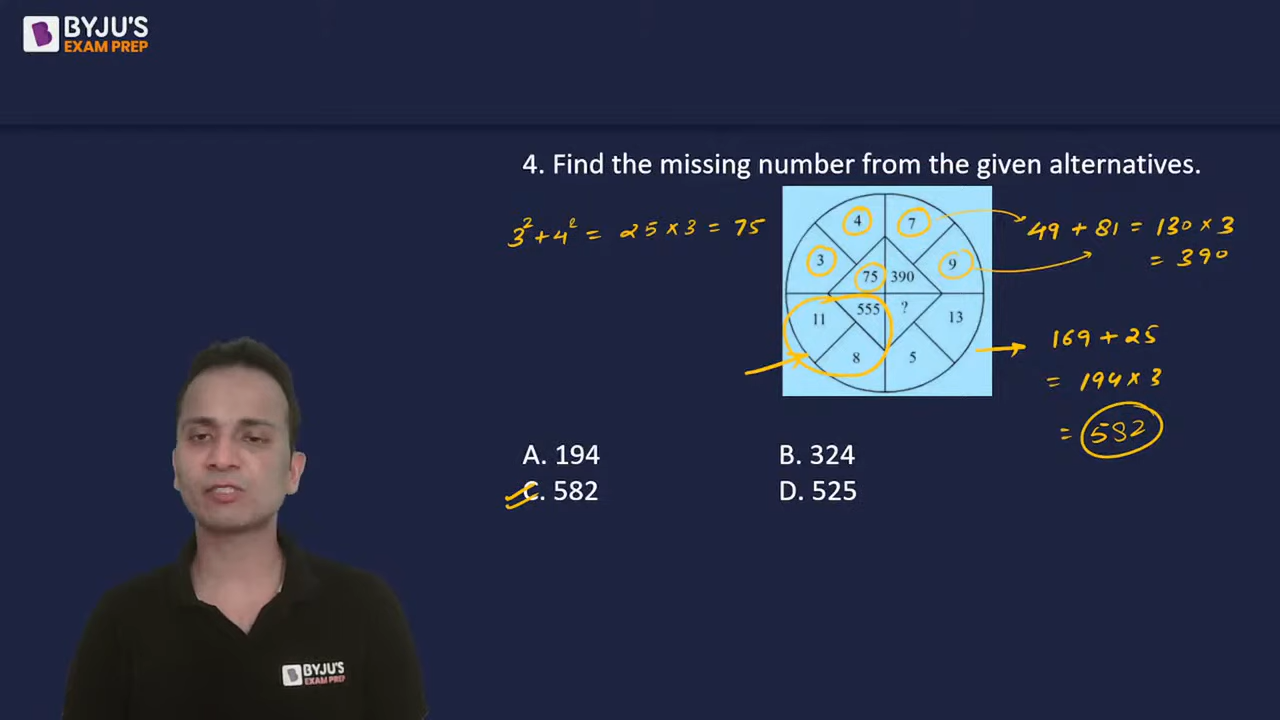 BYJU'S
EXAM PREP
4. Find the missing number from the given alternatives.
3² + 4² = 25 × 3 = 75
4 7
3 9
75 390
49 + 81 = 130 × 3
= 390
555 ?
11 13
8 5
169 + 25
= 194 × 3
= 582
A. 194
B. 324
C. 582
D. 525
BYJU'S
EXAM PREP